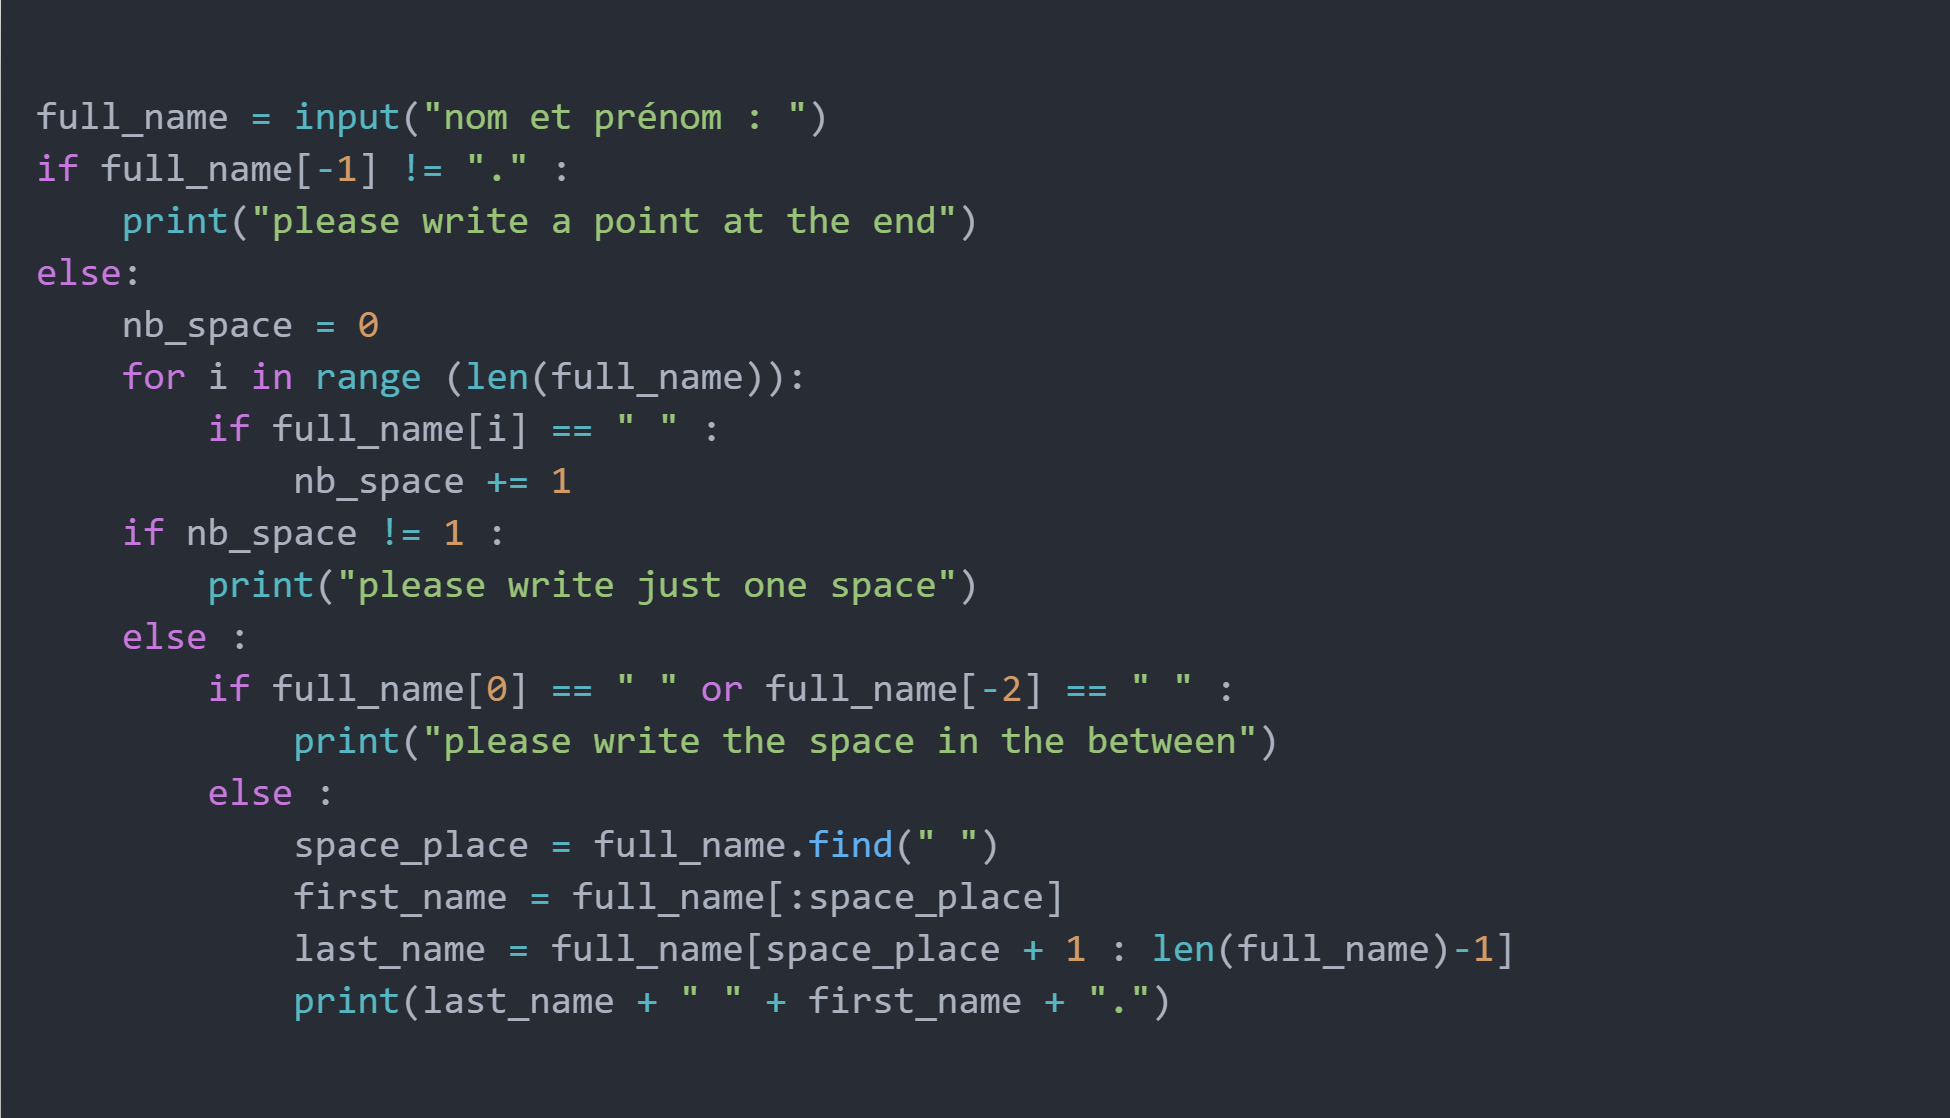 full_name = input("nom et prénom : ")
if full_name[-1] != "." :
    print("please write a point at the end")
else:
    nb_space = 0
    for i in range (len(full_name)):
        if full_name[i] == " " :
            nb_space += 1
    if nb_space != 1 :
        print("please write just one space")
    else :
        if full_name[0] == " " or full_name[-2] == " " :
            print("please write the space in the between")
        else :
            space_place = full_name.find(" ")
            first_name = full_name[:space_place]
            last_name = full_name[space_place + 1 : len(full_name)-1]
            print(last_name + " " + first_name + ".")